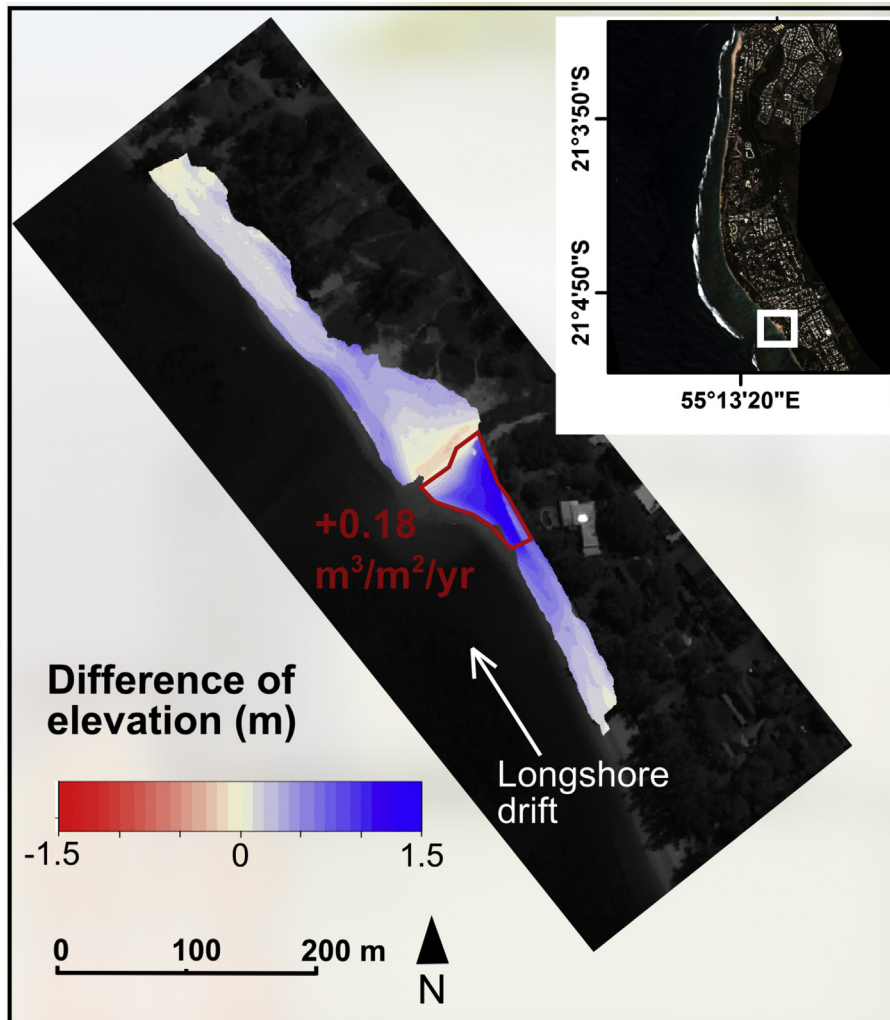 21°3'50"S
21°4'50"S
55°13'20"E
+0.18
m³/m²/yr
Longshore
drift
Difference of
elevation (m)
-1.5 0 1.5
0 100 200 m
N